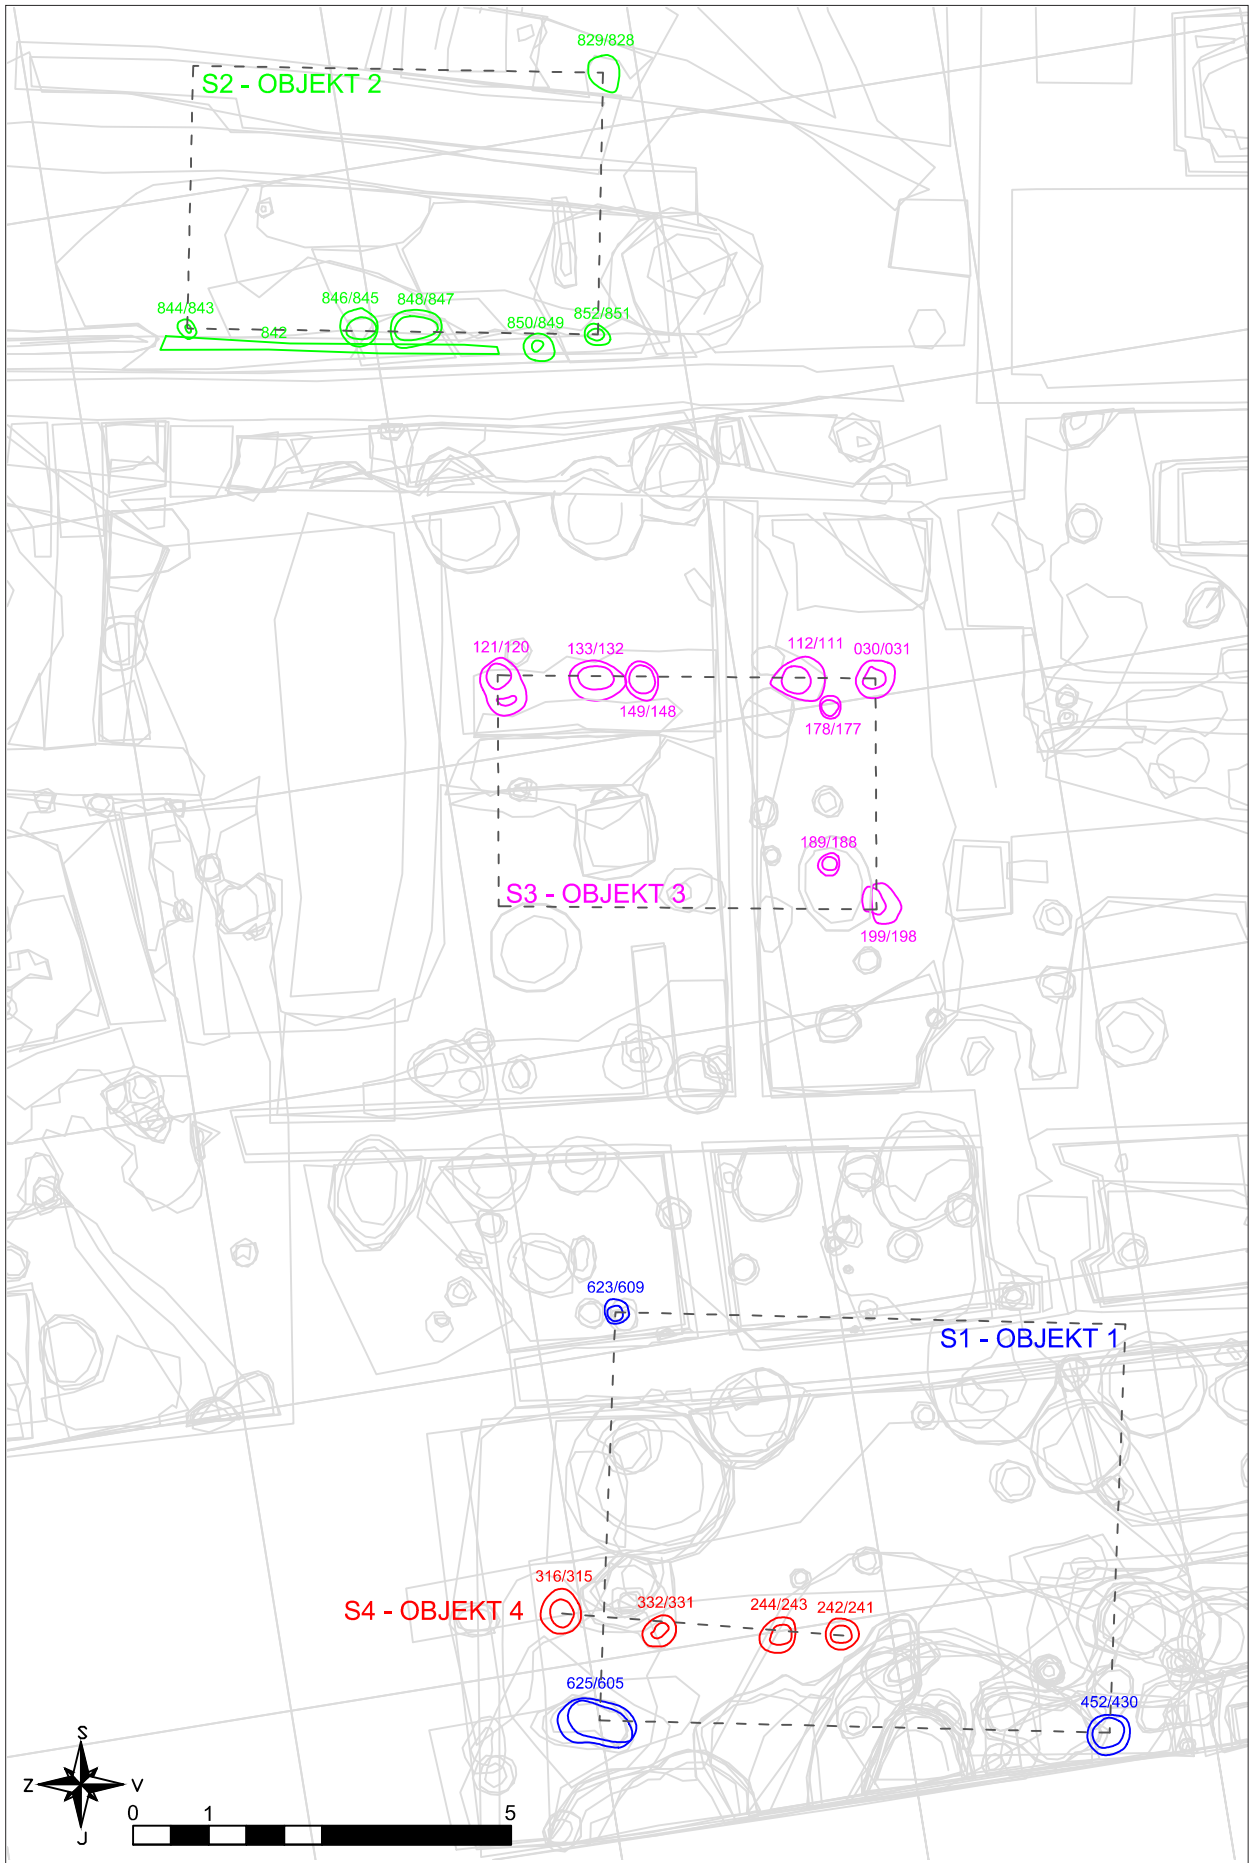 829/828
S2 - OBJEKT 2
844/843
846/845
848/847
850/849
852/851
842
121/120
133/132
149/148
112/111
030/031
178/177
189/188
S3 - OBJEKT 3
199/198
623/609
S1 - OBJEKT 1
316/315
S4 - OBJEKT 4
332/331
244/243
242/241
625/605
452/430
S
Z
V
J
0 1 5